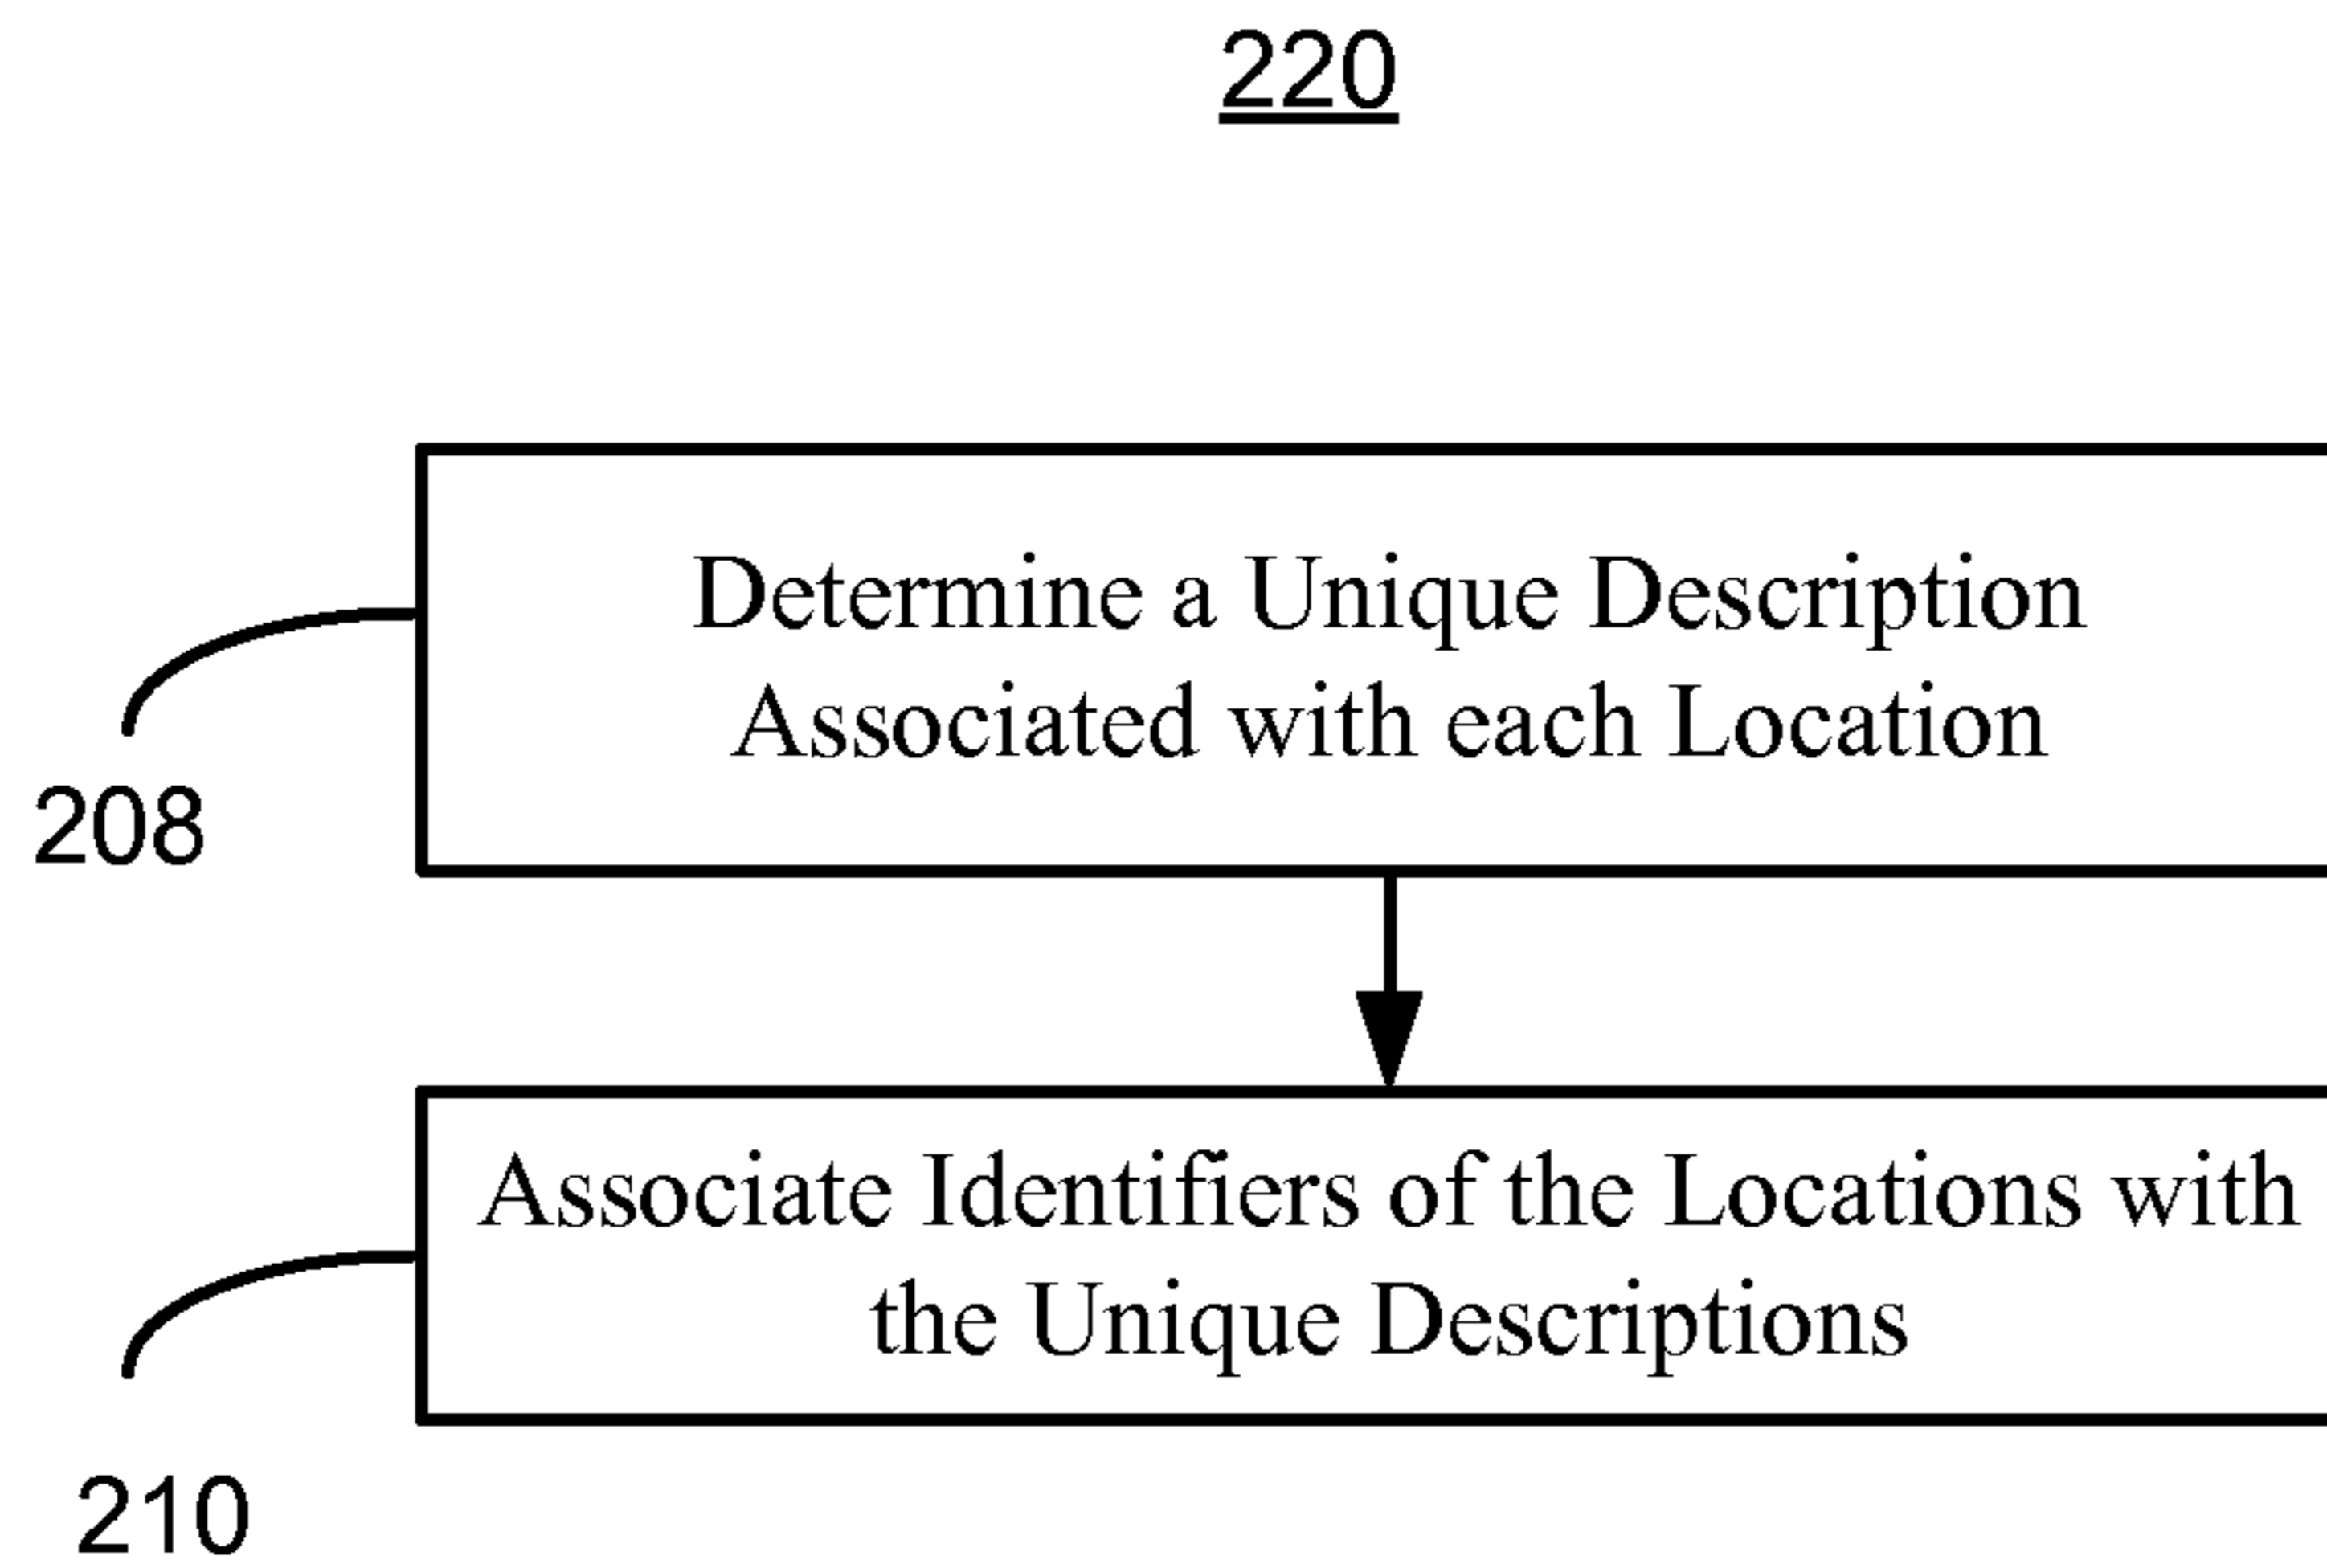 220
Determine a Unique Description
Associated with each Location
208
Associate Identifiers of the Locations with
the Unique Descriptions
210